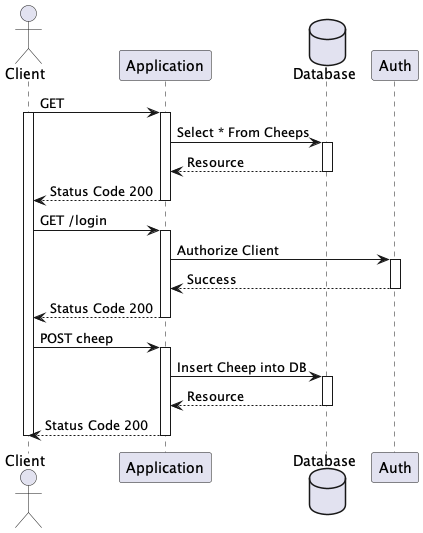 Client
Application
Database
Auth
GET
Select * From Cheeps
Resource
Status Code 200
GET /login
Authorize Client
Success
Status Code 200
POST cheep
Insert Cheep into DB
Resource
Status Code 200
Client
Application
Database
Auth